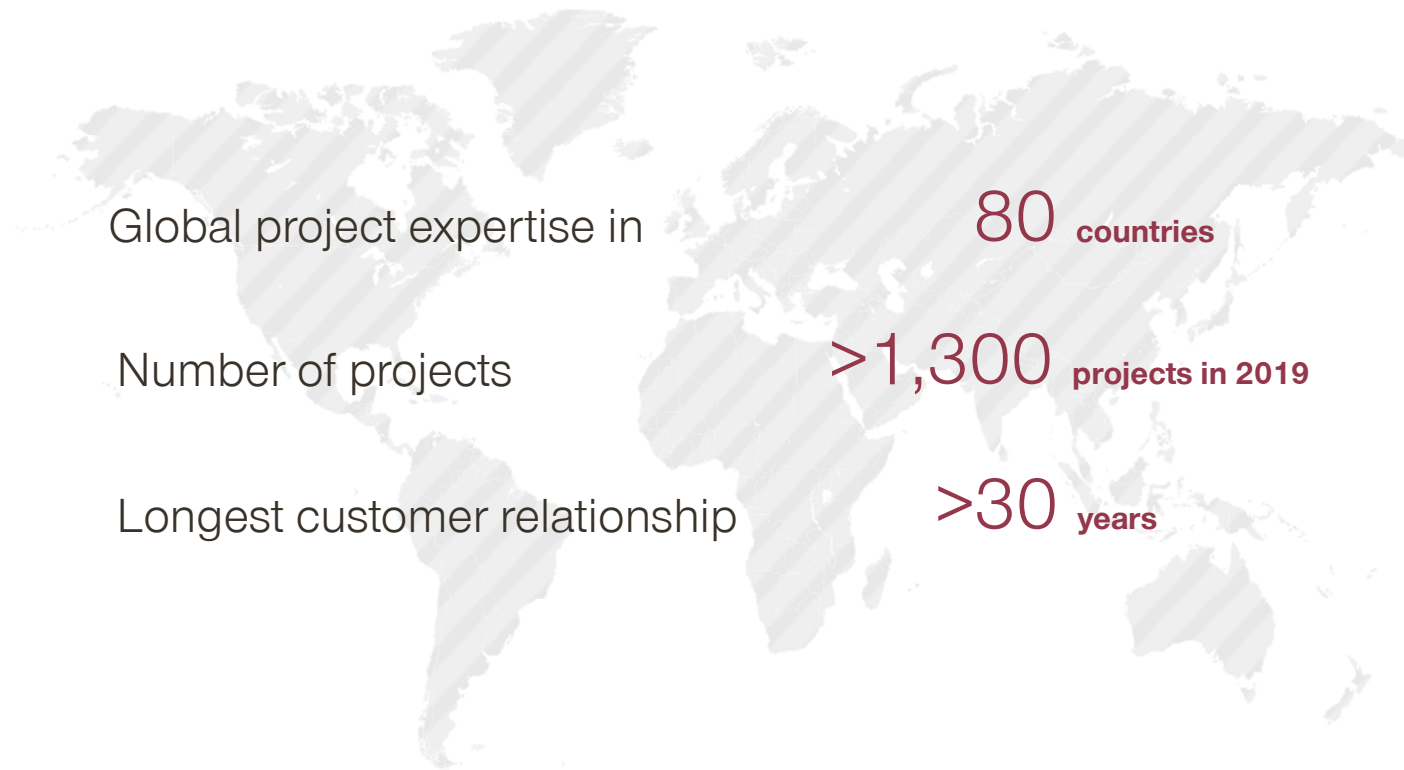 Global project expertise in 80 countries
Number of projects >1,300 projects in 2019
Longest customer relationship >30 years